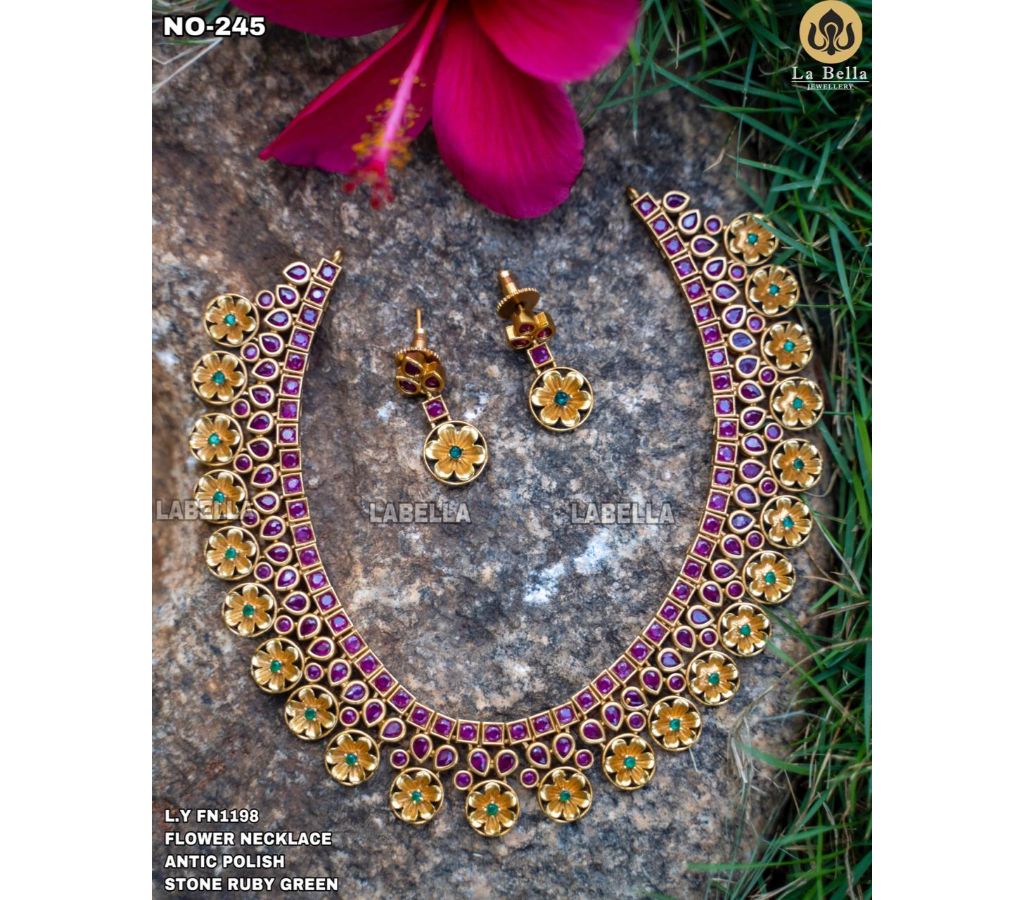 NO-245
La Bella
JEWELLERY
LABELLA LABELLA LABELLA
L.Y FN1198
FLOWER NECKLACE
ANTIC POLISH
STONE RUBY GREEN